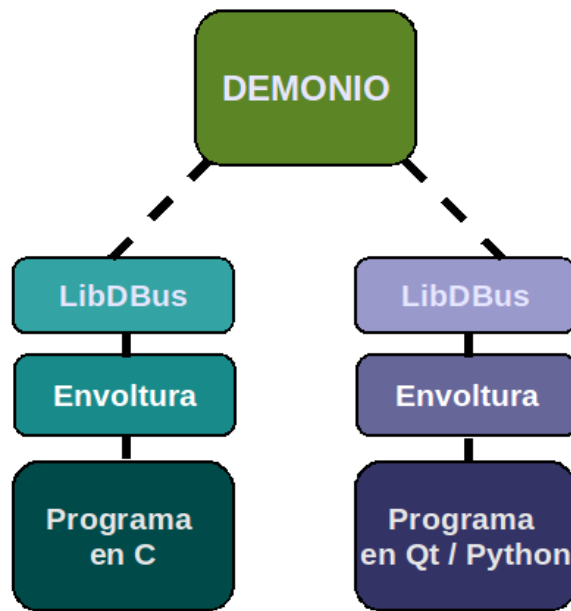 DEMONIO
LibDBus
LibDBus
Envoltura
Envoltura
Programa
en C
Programa
en Qt / Python